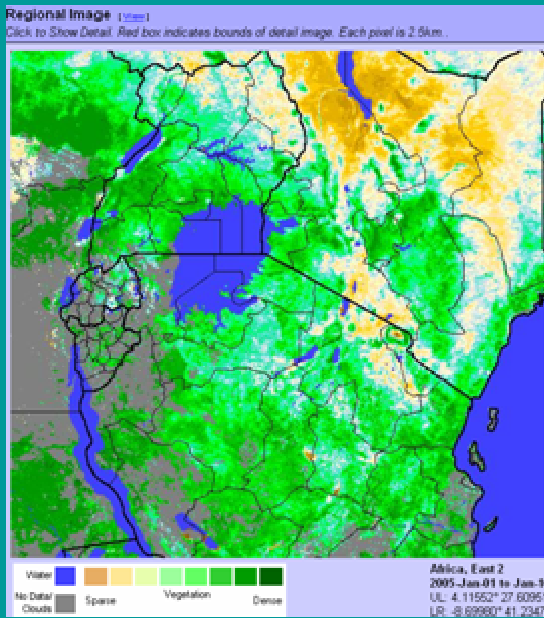 Regional Image [View]
Click to Show Detail. Red box indicates bounds of detail image. Each pixel is 2.5km.
Water
No Data/
Clouds
Sparse
Vegetation
Dense
Africa, East 2
2005-Jan-01 to Jan-1
UL: 4.11552° 27.6095
LR: -8.69980° 41.2347